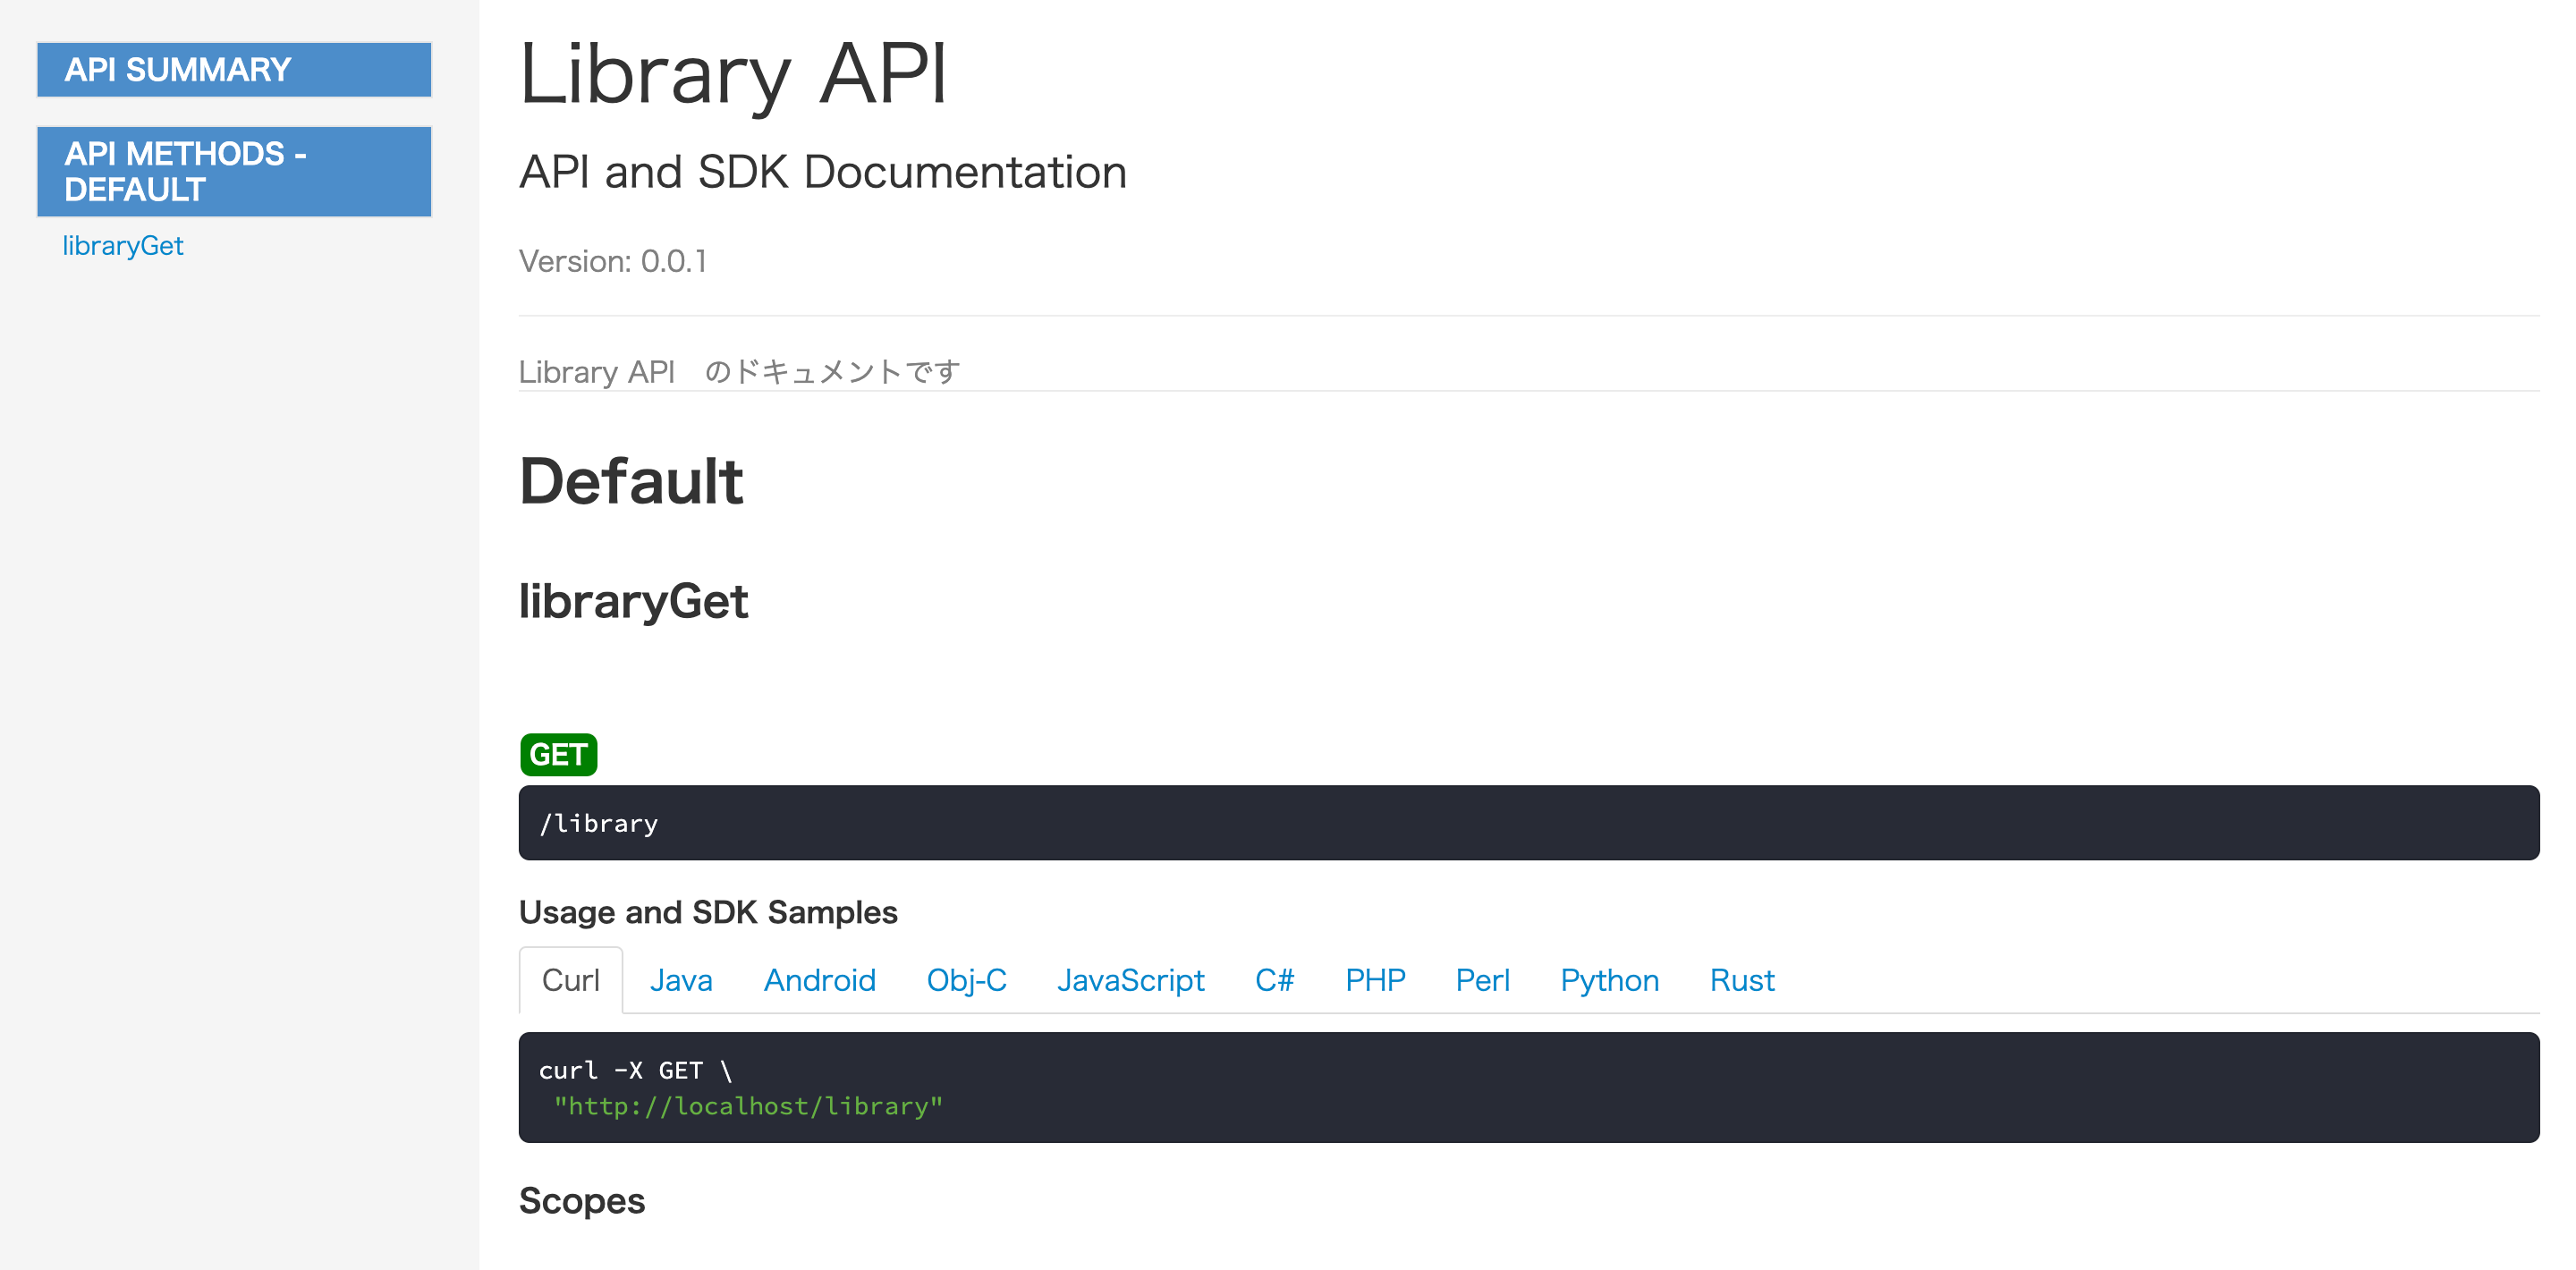 API SUMMARY
API METHODS -
DEFAULT
libraryGet
Library API
API and SDK Documentation
Version: 0.0.1
Library API　のドキュメントです
Default
libraryGet
GET
/library
Usage and SDK Samples
Curl Java Android Obj-C JavaScript C# PHP Perl Python Rust
curl -X GET \
"http://localhost/library"
Scopes